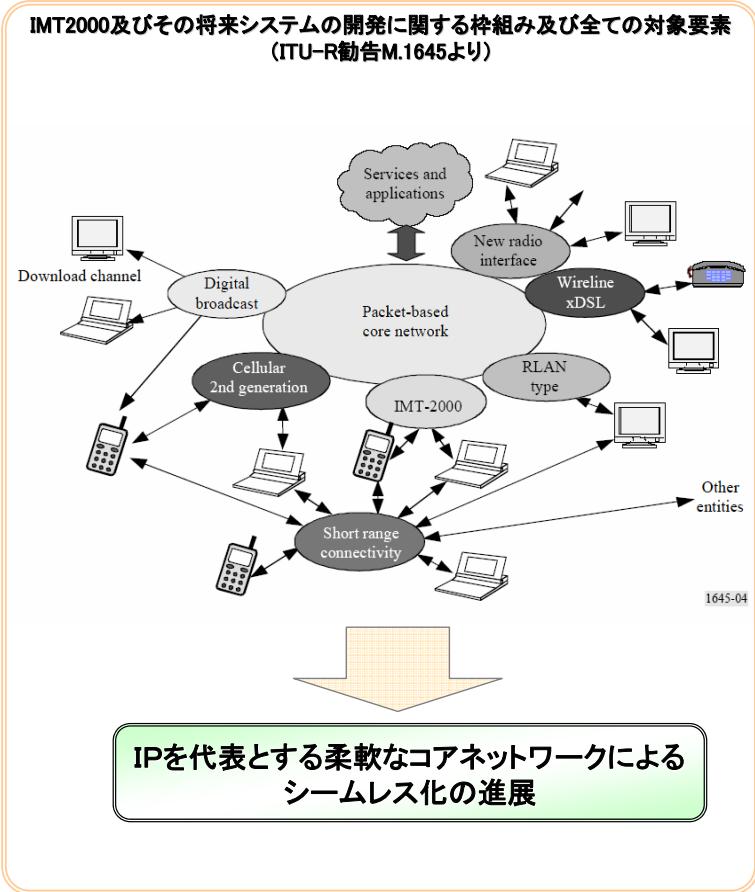 IMT2000及びその将来システムの開発に関する枠組み及び全ての対象要素
（ITU-R勧告M.1645より）
Services and
applications
New radio
interface
Download channel
Digital
broadcast
Wireline
xDSL
Packet-based
core network
Cellular
2nd generation
RLAN
type
IMT-2000
Other
entities
Short range
connectivity
1645-04
IPを代表とする柔軟なコアネットワークによる
シームレス化の進展